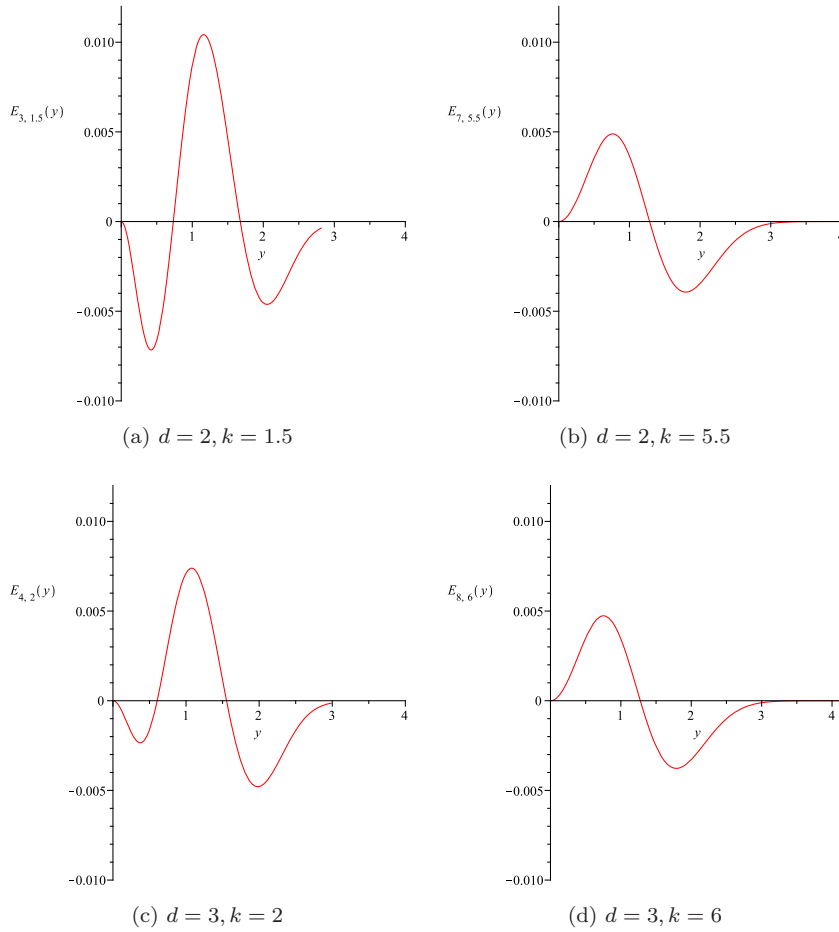 0.010
E3, 1.5(y)
0.005
0
1 2 3 4
y
−0.005
−0.010
(a) d = 2, k = 1.5
0.010
E7, 5.5(y)
0.005
0
1 2 3 4
y
−0.005
−0.010
(b) d = 2, k = 5.5
0.010
E4, 2(y)
0.005
0
1 2 3 4
y
−0.005
−0.010
(c) d = 3, k = 2
0.010
E8, 6(y)
0.005
0
1 2 3 4
y
−0.005
−0.010
(d) d = 3, k = 6